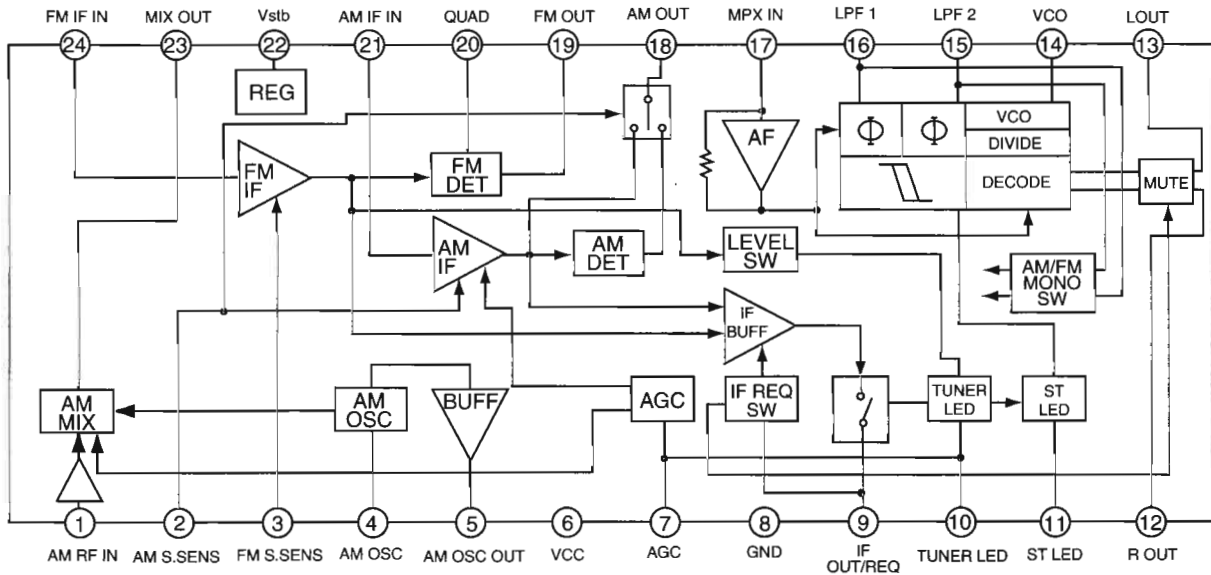 FM IF IN
MIX OUT
Vstb
AM IF IN
QUAD
FM OUT
AM OUT
MPX IN
LPF 1
LPF 2
VCO
LOUT
24
23
22
21
20
19
18
17
16
15
14
13
REG
FM
IF
FM
DET
AF
Φ
Φ
VCO
DIVIDE
DECODE
MUTE
AM
IF
AM
DET
LEVEL
SW
AM/FM
MONO
SW
IF
BUFF
AM
MIX
AM
OSC
BUFF
AGC
IF REQ
SW
TUNER
LED
ST
LED
1
2
3
4
5
6
7
8
9
10
11
12
AM RF IN
AM S.SENS
FM S.SENS
AM OSC
AM OSC OUT
VCC
AGC
GND
IF
OUT/REQ
TUNER LED
ST LED
R OUT